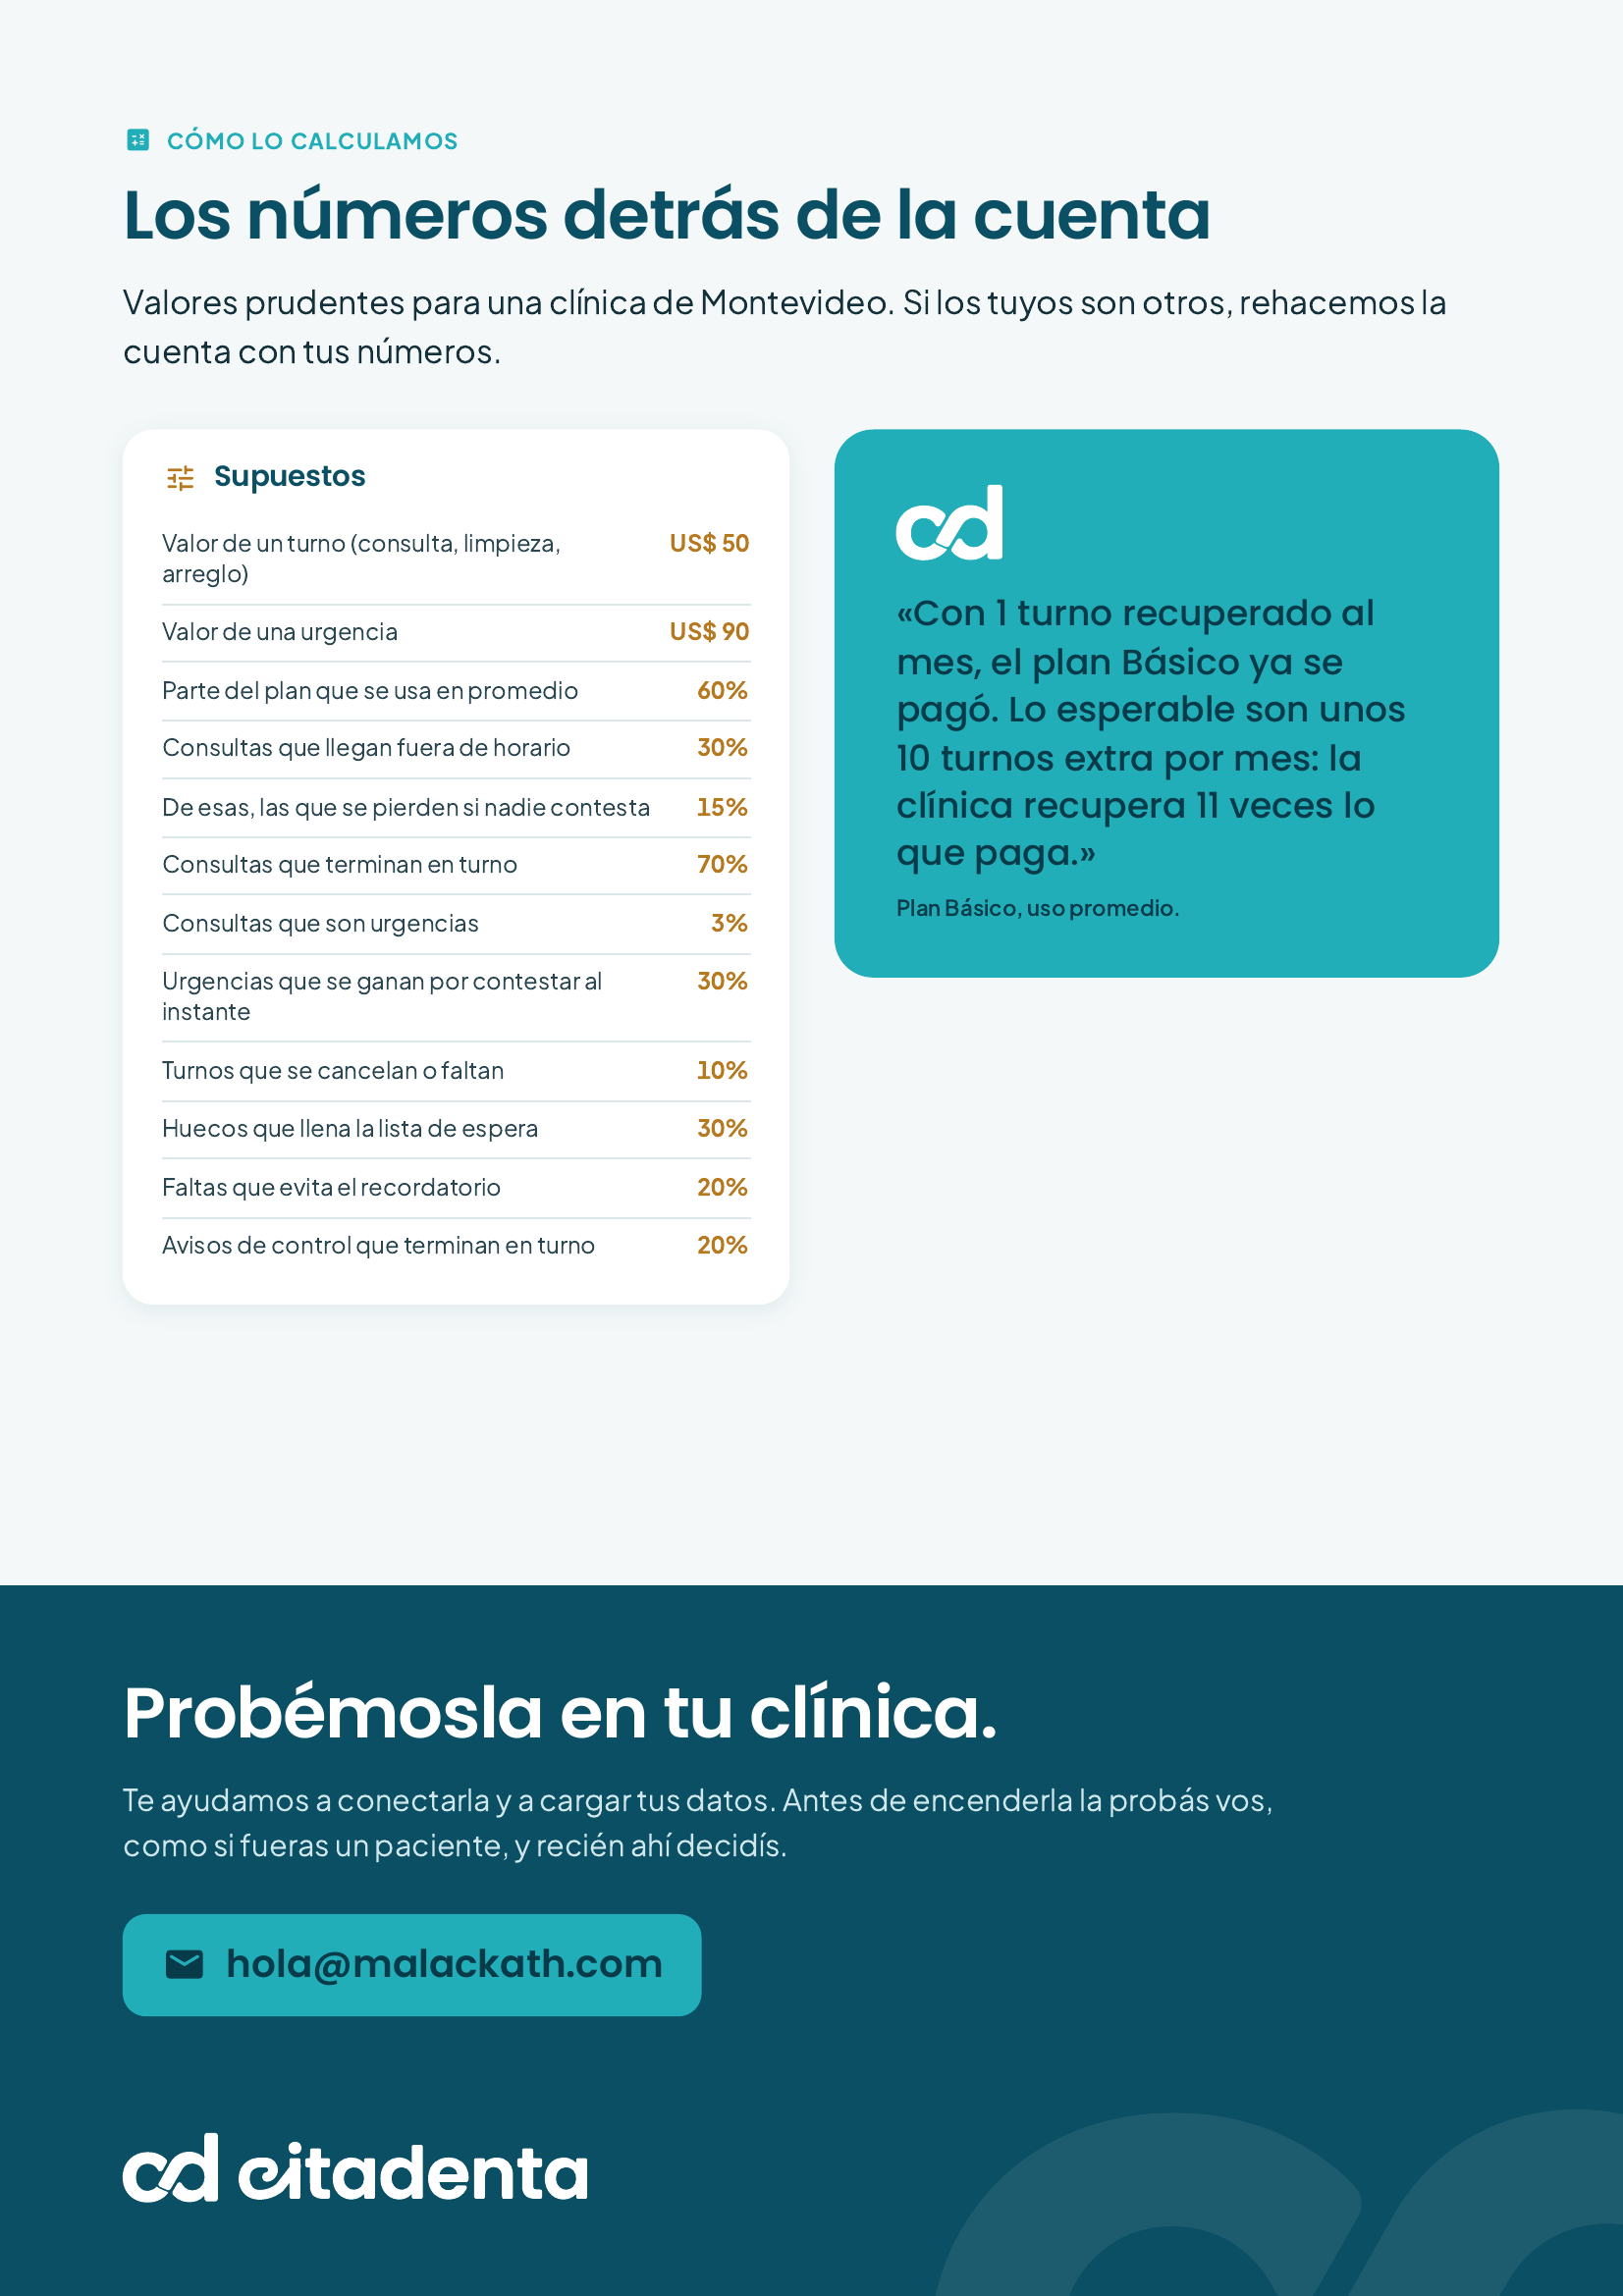 CÓMO LO CALCULAMOS
Los números detrás de la cuenta
Valores prudentes para una clínica de Montevideo. Si los tuyos son otros, rehacemos la
cuenta con tus números.
Supuestos
Valor de un turno (consulta, limpieza, US$ 50
arreglo)
Valor de una urgencia US$ 90
Parte del plan que se usa en promedio 60%
Consultas que llegan fuera de horario 30%
De esas, las que se pierden si nadie contesta 15%
Consultas que terminan en turno 70%
Consultas que son urgencias 3%
Urgencias que se ganan por contestar al 30%
instante
Turnos que se cancelan o faltan 10%
Huecos que llena la lista de espera 30%
Faltas que evita el recordatorio 20%
Avisos de control que terminan en turno 20%
cd
«Con 1 turno recuperado al
mes, el plan Básico ya se
pagó. Lo esperable son unos
10 turnos extra por mes: la
clínica recupera 11 veces lo
que paga.»
Plan Básico, uso promedio.
Probémosla en tu clínica.
Te ayudamos a conectarla y a cargar tus datos. Antes de encenderla la probás vos,
como si fueras un paciente, y recién ahí decidís.
hola@malackath.com
cd citadenta